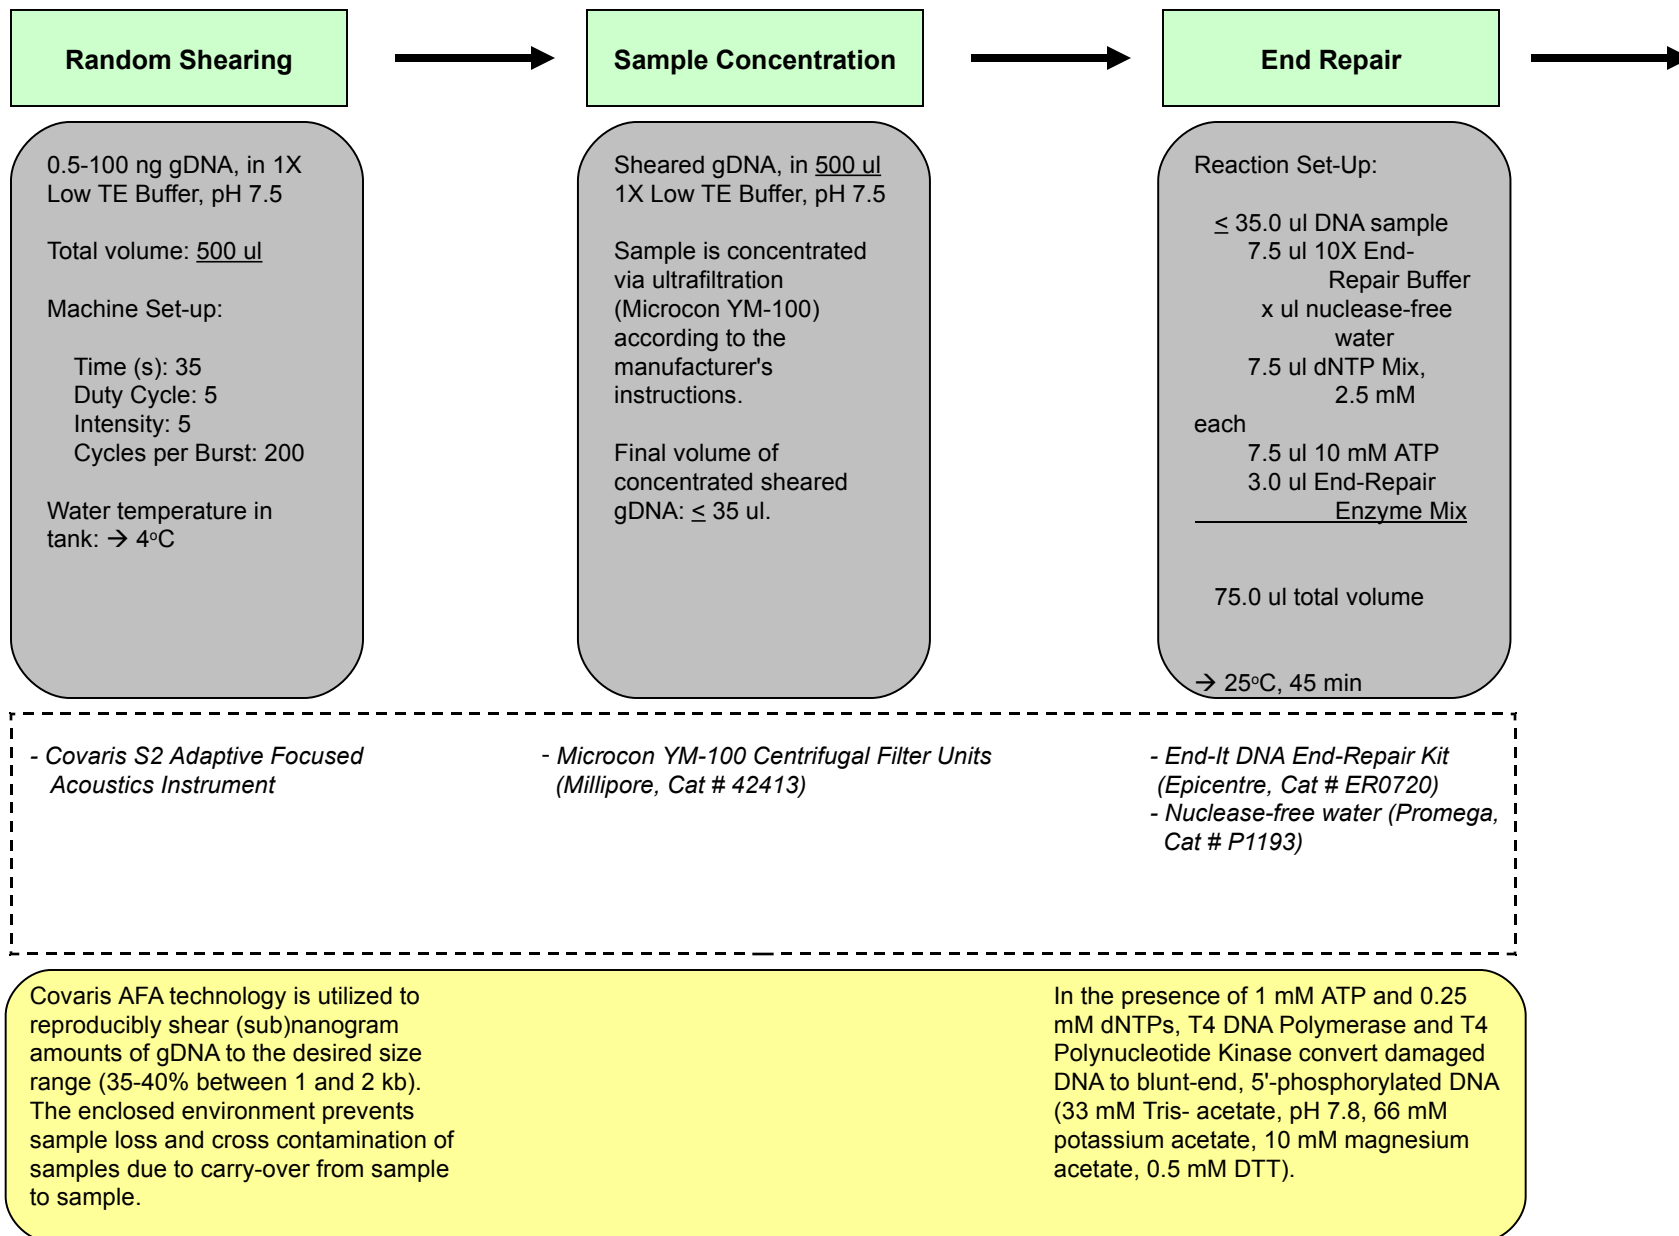 Random Shearing
Sample Concentration
End Repair
0.5-100 ng gDNA, in 1X
Low TE Buffer, pH 7.5
Total volume: 500 ul
Machine Set-up:
Time (s): 35
Duty Cycle: 5
Intensity: 5
Cycles per Burst: 200
Water temperature in
tank: → 4°C
Sheared gDNA, in 500 ul
1X Low TE Buffer, pH 7.5
Sample is concentrated
via ultrafiltration
(Microcon YM-100)
according to the
manufacturer's
instructions.
Final volume of
concentrated sheared
gDNA: ≤ 35 ul.
Reaction Set-Up:
≤ 35.0 ul DNA sample
7.5 ul 10X End-
Repair Buffer
x ul nuclease-free
water
7.5 ul dNTP Mix,
2.5 mM
each
7.5 ul 10 mM ATP
3.0 ul End-Repair
Enzyme Mix
75.0 ul total volume
→ 25°C, 45 min
- Covaris S2 Adaptive Focused
Acoustics Instrument
- Microcon YM-100 Centrifugal Filter Units
(Millipore, Cat # 42413)
- End-It DNA End-Repair Kit
(Epicentre, Cat # ER0720)
- Nuclease-free water (Promega,
Cat # P1193)
Covaris AFA technology is utilized to
reproducibly shear (sub)nanogram
amounts of gDNA to the desired size
range (35-40% between 1 and 2 kb).
The enclosed environment prevents
sample loss and cross contamination of
samples due to carry-over from sample
to sample.
In the presence of 1 mM ATP and 0.25
mM dNTPs, T4 DNA Polymerase and T4
Polynucleotide Kinase convert damaged
DNA to blunt-end, 5'-phosphorylated DNA
(33 mM Tris- acetate, pH 7.8, 66 mM
potassium acetate, 10 mM magnesium
acetate, 0.5 mM DTT).